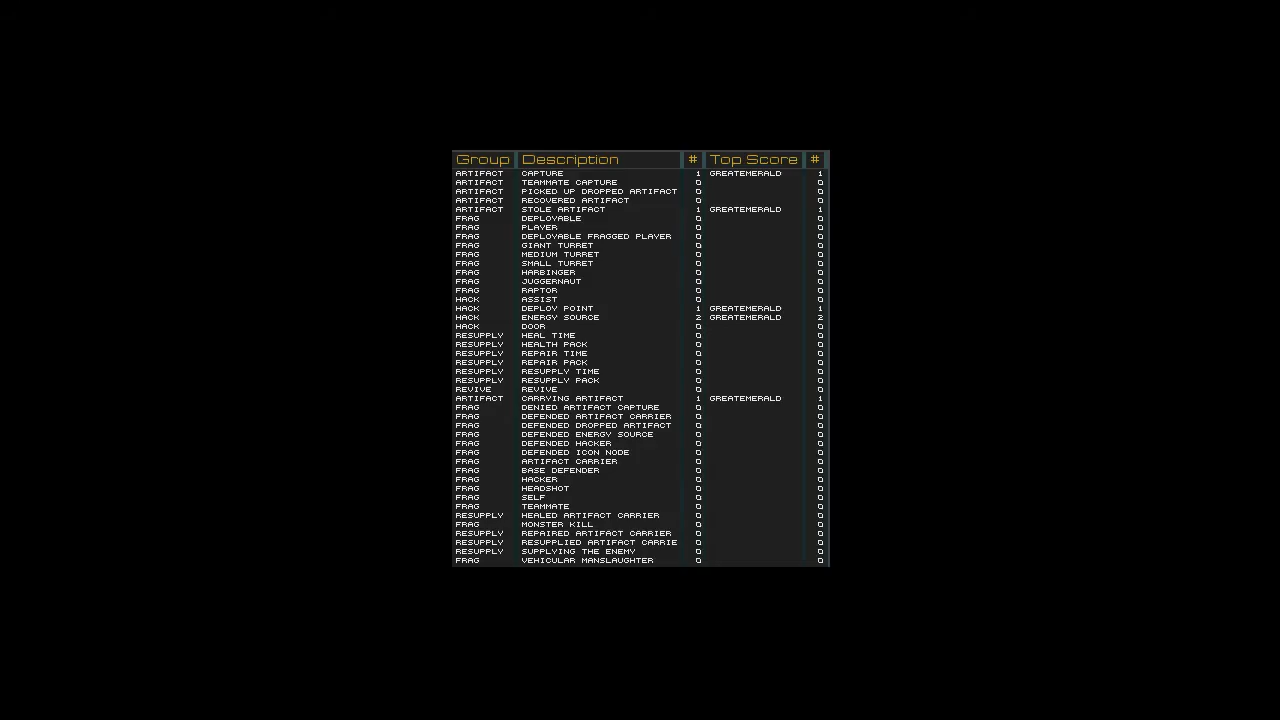 Group Description # Top Score #
ARTIFACT CAPTURE 1 GREATEMERALD 1
ARTIFACT TEAMMATE CAPTURE 0 0
ARTIFACT PICKED UP DROPPED ARTIFACT 0 0
ARTIFACT RECOVERED ARTIFACT 0 0
ARTIFACT STOLE ARTIFACT 1 GREATEMERALD 1
FRAG DEPLOYABLE 0 0
FRAG PLAYER 0 0
FRAG DEPLOYABLE FRAGGED PLAYER 0 0
FRAG GIANT TURRET 0 0
FRAG MEDIUM TURRET 0 0
FRAG SMALL TURRET 0 0
FRAG HARBINGER 0 0
FRAG JUGGERNAUT 0 0
FRAG RAPTOR 0 0
HACK ASSIST 0 0
HACK DEPLOY POINT 1 GREATEMERALD 1
HACK ENERGY SOURCE 2 GREATEMERALD 2
HACK DOOR 0 0
RESUPPLY HEAL TIME 0 0
RESUPPLY HEALTH PACK 0 0
RESUPPLY REPAIR TIME 0 0
RESUPPLY REPAIR PACK 0 0
RESUPPLY RESUPPLY TIME 0 0
RESUPPLY RESUPPLY PACK 0 0
REVIVE REVIVE 0 0
ARTIFACT CARRYING ARTIFACT 1 GREATEMERALD 1
FRAG DENIED ARTIFACT CAPTURE 0 0
FRAG DEFENDED ARTIFACT CARRIER 0 0
FRAG DEFENDED DROPPED ARTIFACT 0 0
FRAG DEFENDED ENERGY SOURCE 0 0
FRAG DEFENDED HACKER 0 0
FRAG DEFENDED ICON NODE 0 0
FRAG ARTIFACT CARRIER 0 0
FRAG BASE DEFENDER 0 0
FRAG HACKER 0 0
FRAG HEADSHOT 0 0
FRAG SELF 0 0
FRAG TEAMMATE 0 0
RESUPPLY HEALED ARTIFACT CARRIER 0 0
FRAG MONSTER KILL 0 0
RESUPPLY REPAIRED ARTIFACT CARRIER 0 0
RESUPPLY RESUPPLIED ARTIFACT CARRIE 0 0
RESUPPLY SUPPLYING THE ENEMY 0 0
FRAG VEHICULAR MANSLAUGHTER 0 0